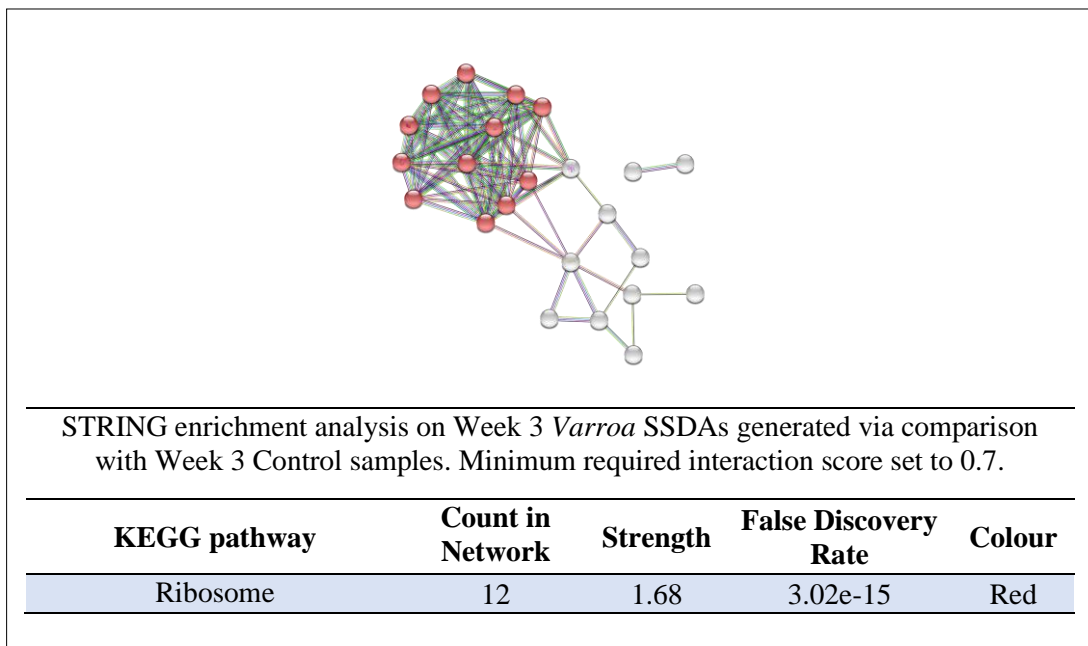 STRING enrichment analysis on Week 3 Varroa SSDAs generated via comparison
with Week 3 Control samples. Minimum required interaction score set to 0.7.
KEGG pathway Count in Network Strength False Discovery Rate Colour
Ribosome 12 1.68 3.02e-15 Red